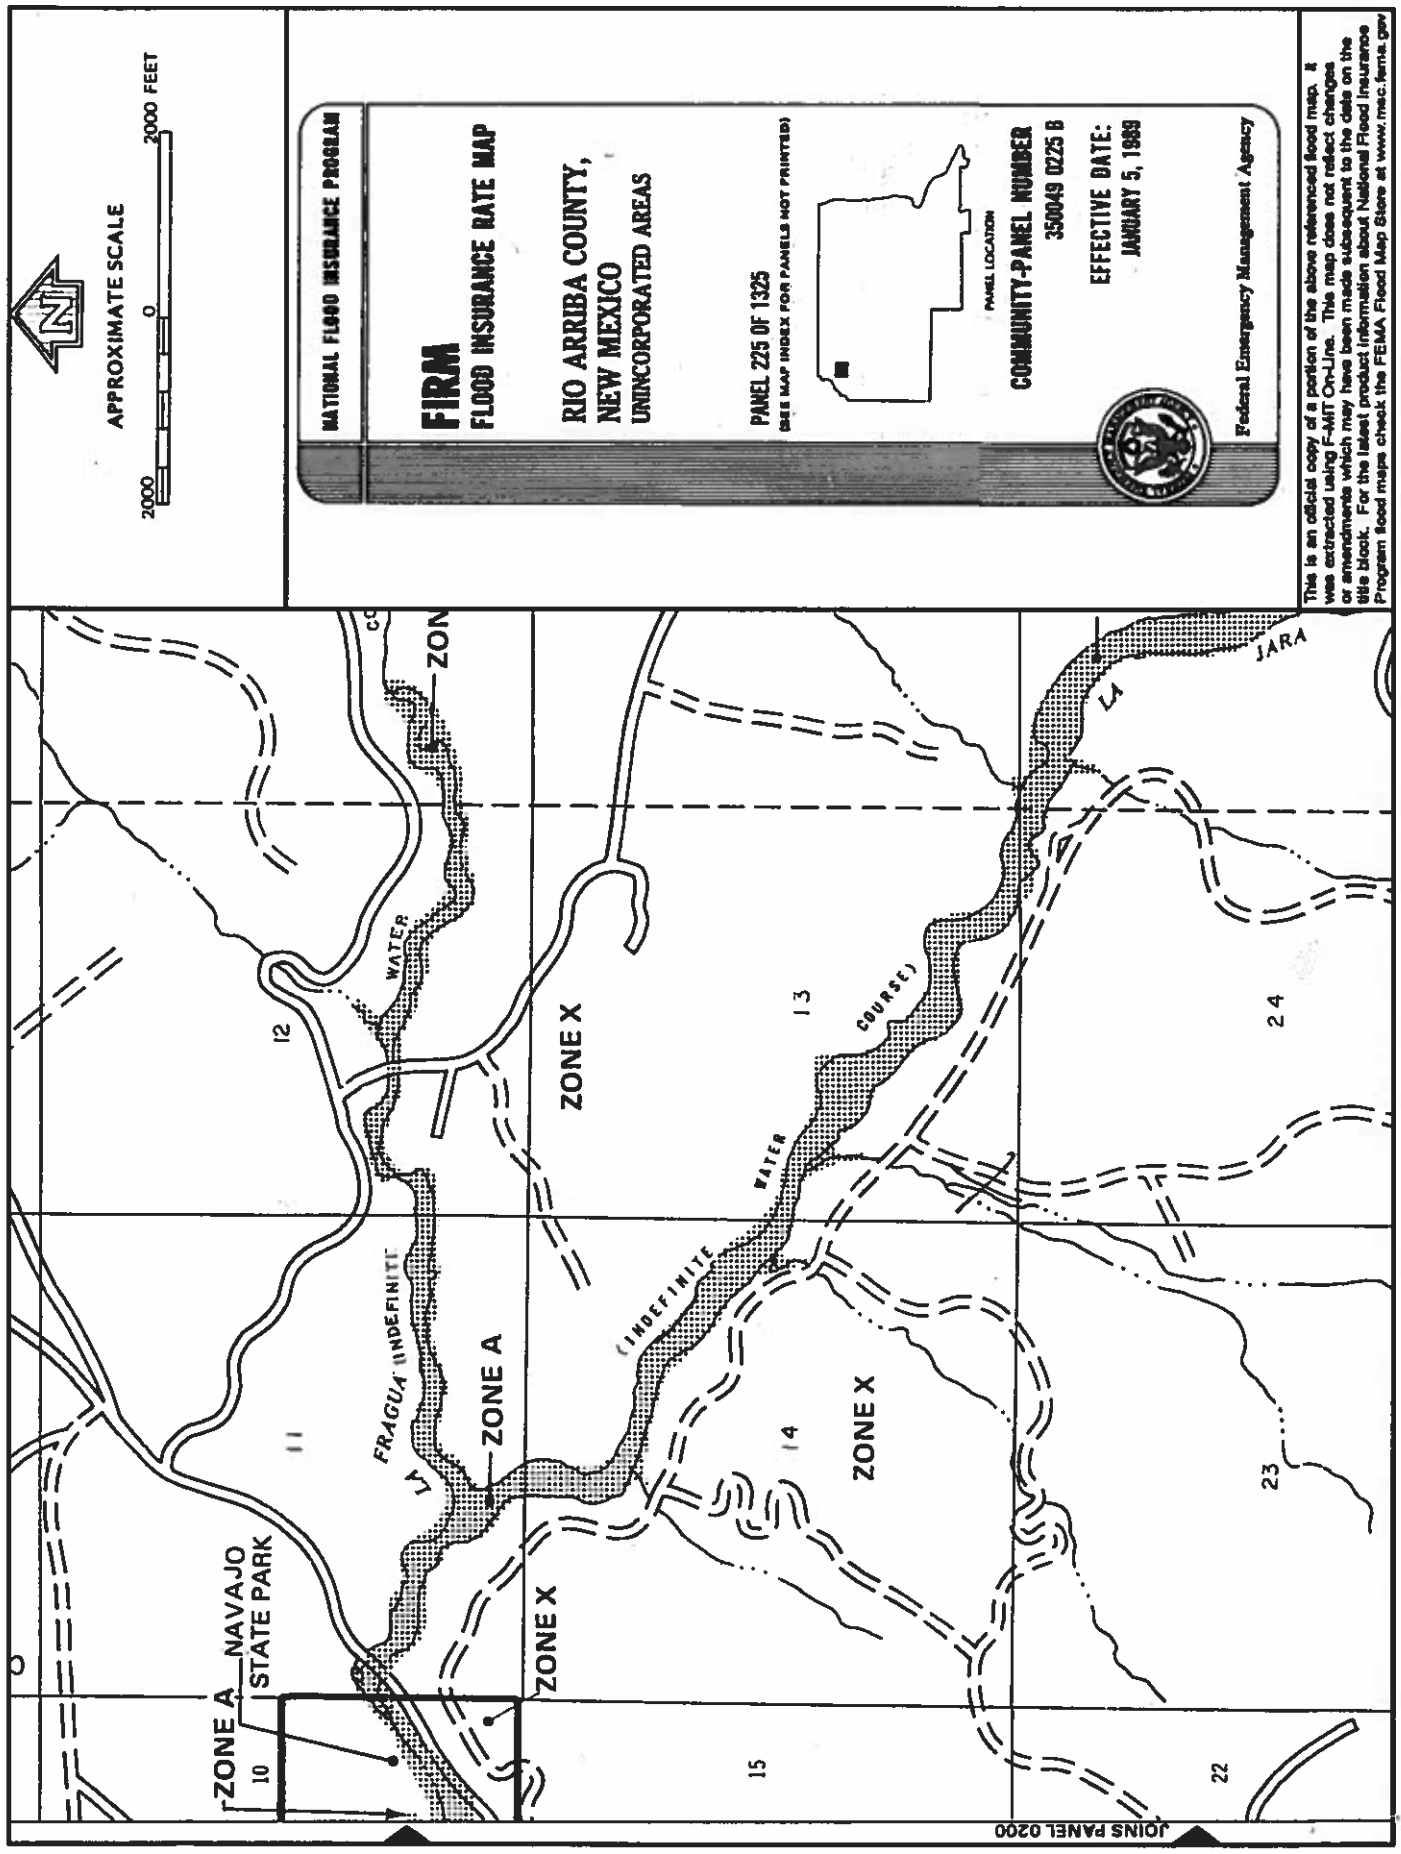 APPROXIMATE SCALE
2000 0 2000 FEET
N
NATIONAL FLOOD INSURANCE PROGRAM
FIRM
FLOOD INSURANCE RATE MAP
RIO ARRIBA COUNTY,
NEW MEXICO
UNINCORPORATED AREAS
PANEL 225 OF 1325
(SEE MAP INDEX FOR PANELS NOT PRINTED)
PANEL LOCATION
COMMUNITY-PANEL NUMBER
350049 0225 B
EFFECTIVE DATE:
JANUARY 5, 1989
Federal Emergency Management Agency
This is an official copy of a portion of the above referenced flood map. It
was extracted using F-MIT On-Line. This map does not reflect changes
or amendments which may have been made subsequent to the date on the
title block. For the latest product information about National Flood Insurance
Program flood maps check the FEMA Flood Map Store at www.msc.fema.gov
ZONE A
NAVAJO
STATE PARK
10
11
12
LA FRAGUA (INDEFINITE
WATER
CO
ZON
ZONE A
ZONE X
ZONE X
13
14
ZONE X
15
(INDEFINITE
WATER
COURSE)
LA
JARA
22
23
24
JOINS PANEL 0200